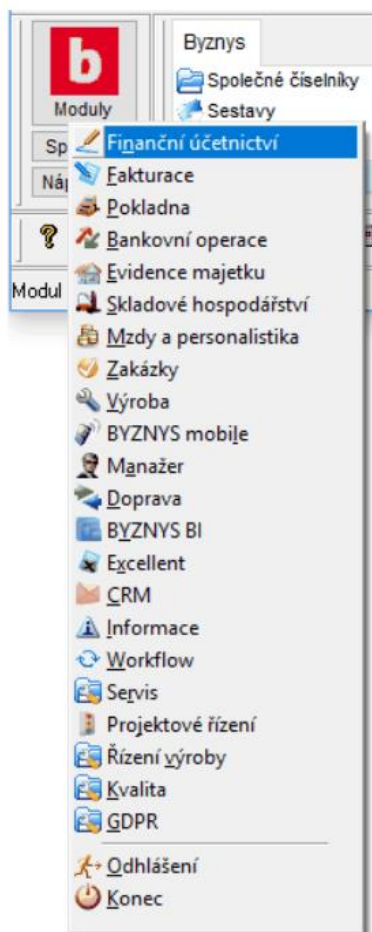 b
Byznys
Společné číselníky
Moduly
Sestavy
Sp
Finanční účetnictví
Náp
Fakturace
Pokladna
Bankovní operace
Evidence majetku
Modul
Skladové hospodářství
Mzdy a personalistika
Zakázky
Výroba
BYZNYS mobile
Manažer
Doprava
BYZNYS BI
Excellent
CRM
Informace
Workflow
Servis
Projektové řízení
Řízení výroby
Kvalita
GDPR
Odhlášení
Konec